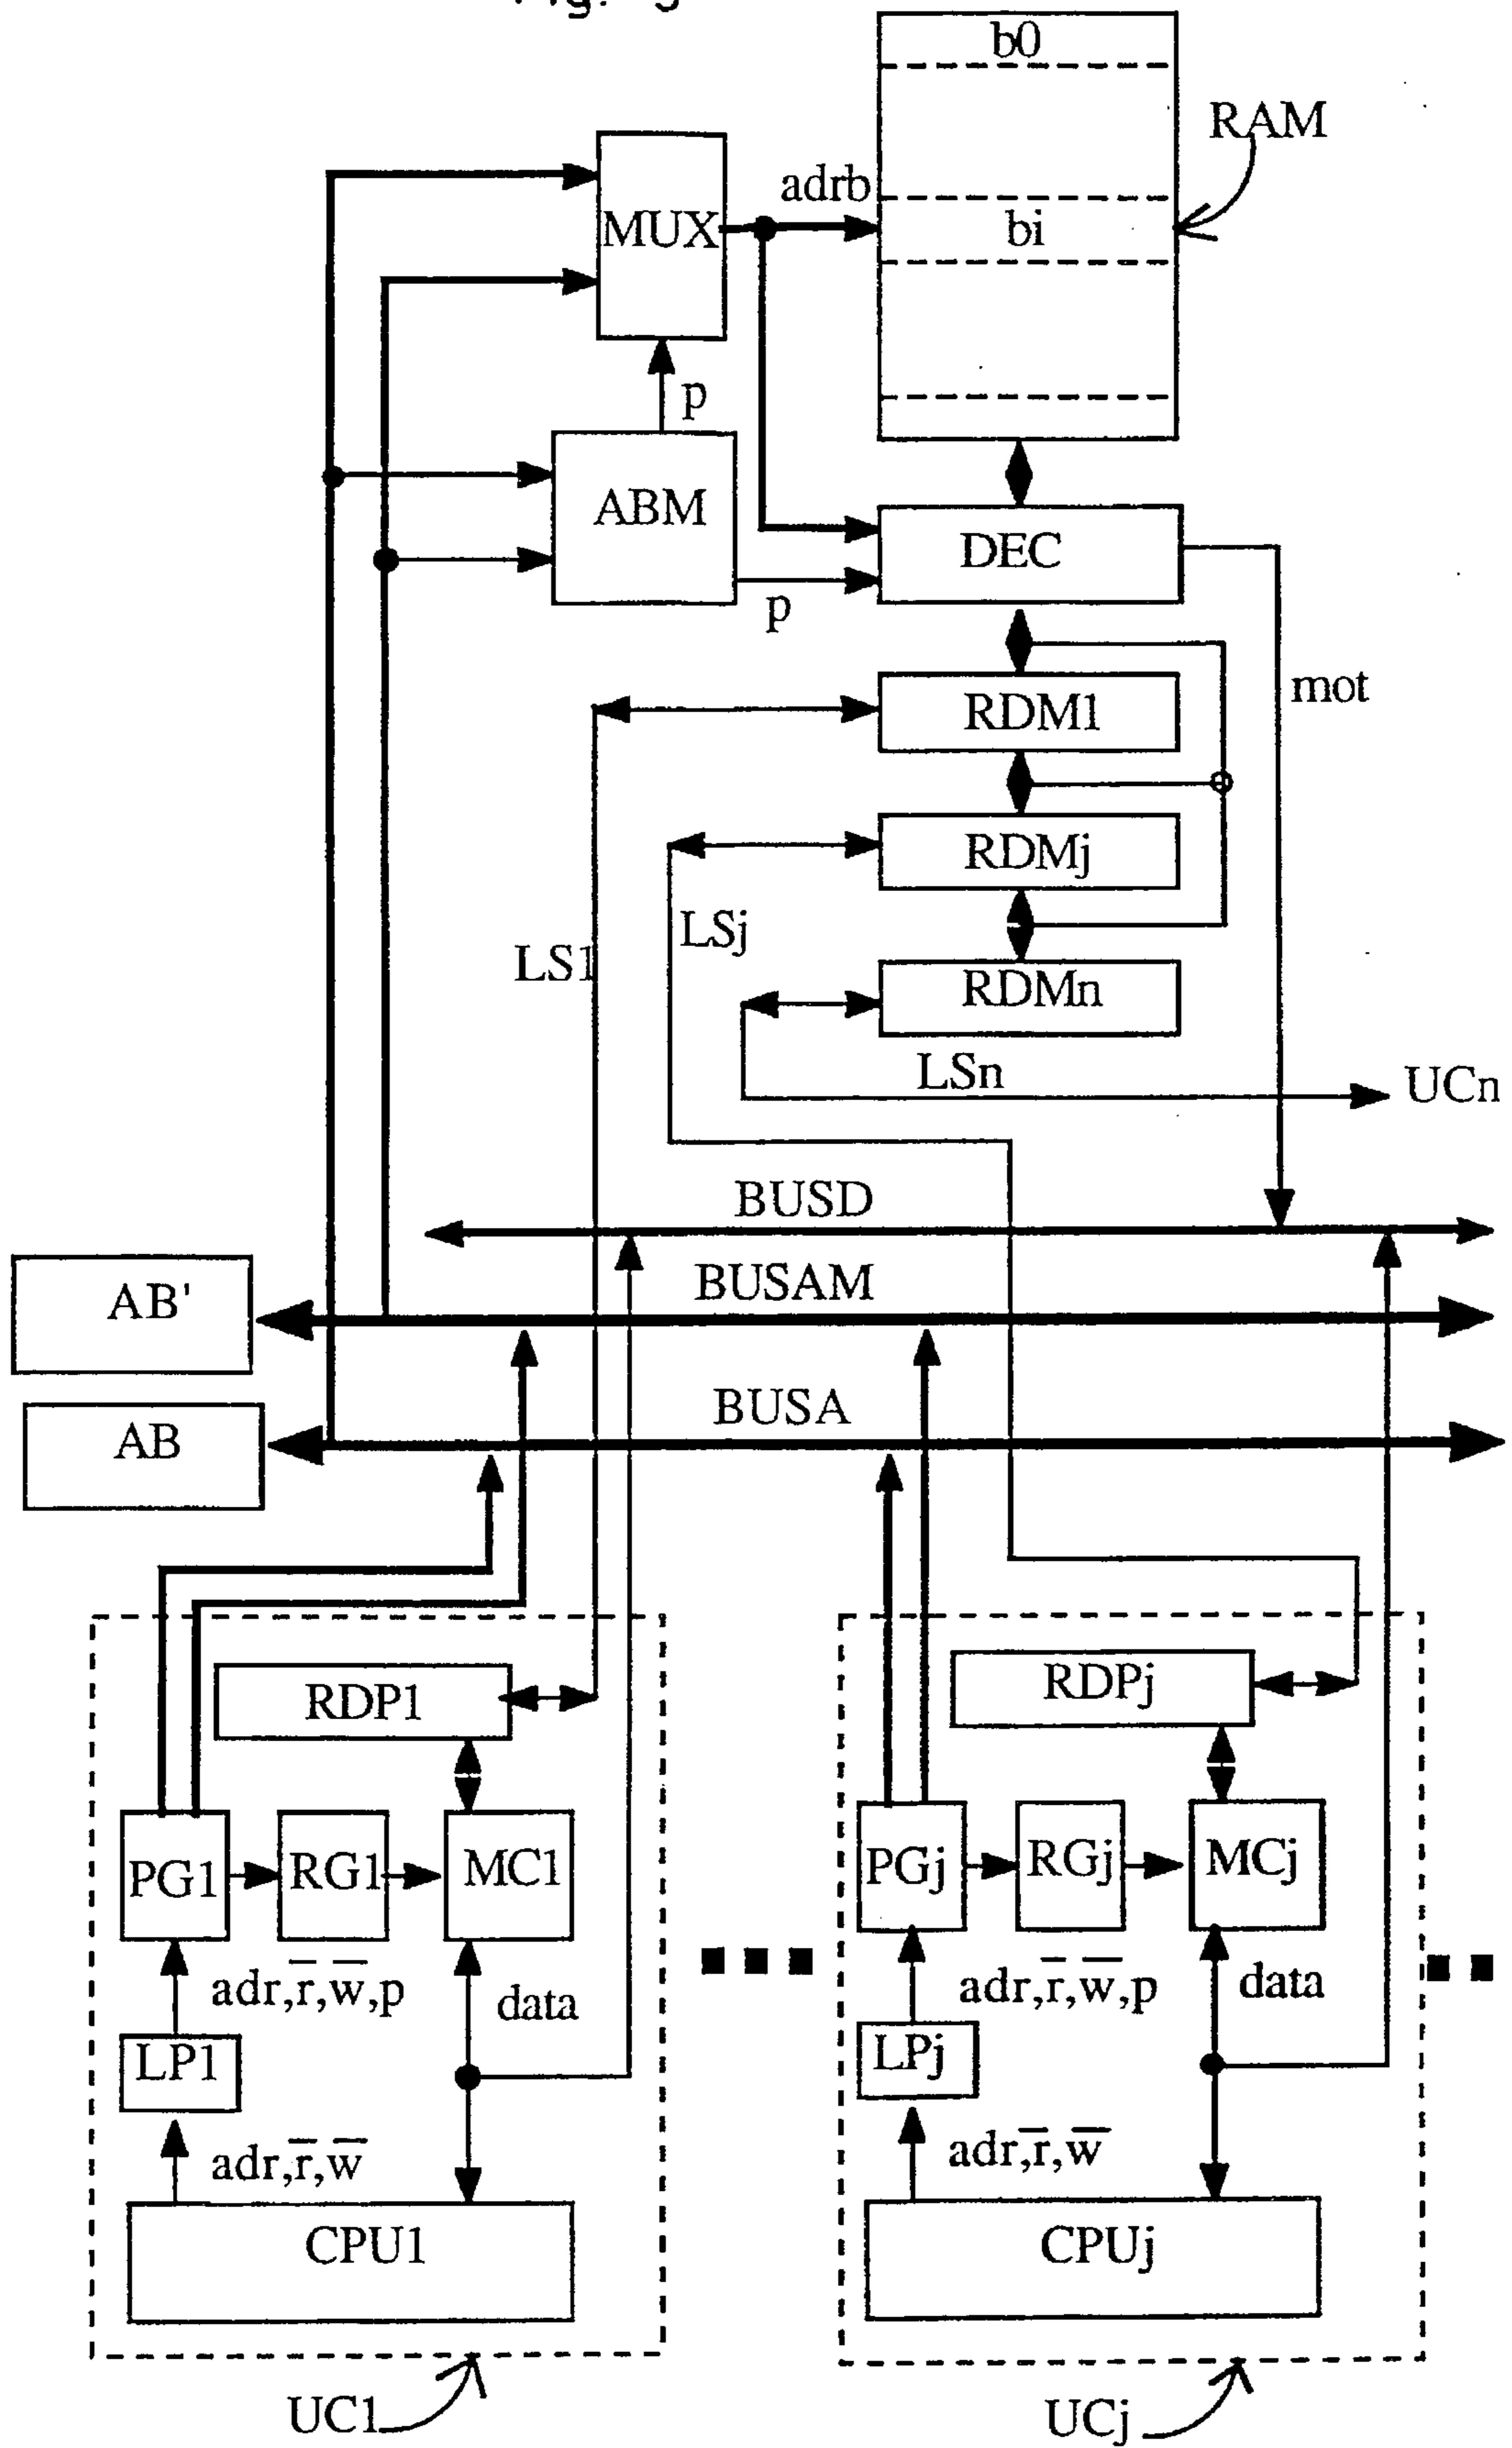 b0
RAM
adrb
MUX
bi
p
ABM
DEC
p
mot
RDM1
RDMj
LSj
LS1
RDMn
LSn
UCn
BUSD
BUSAM
AB'
BUSA
AB
RDP1
RDPj
PG1
RG1
MC1
PGj
RGj
MCj
adr,r̅,w̅,p
data
adr,r̅,w̅,p
data
LP1
LPj
adr,r̅,w̅
adr,r̅,w̅
CPU1
CPUj
UC1
UCj